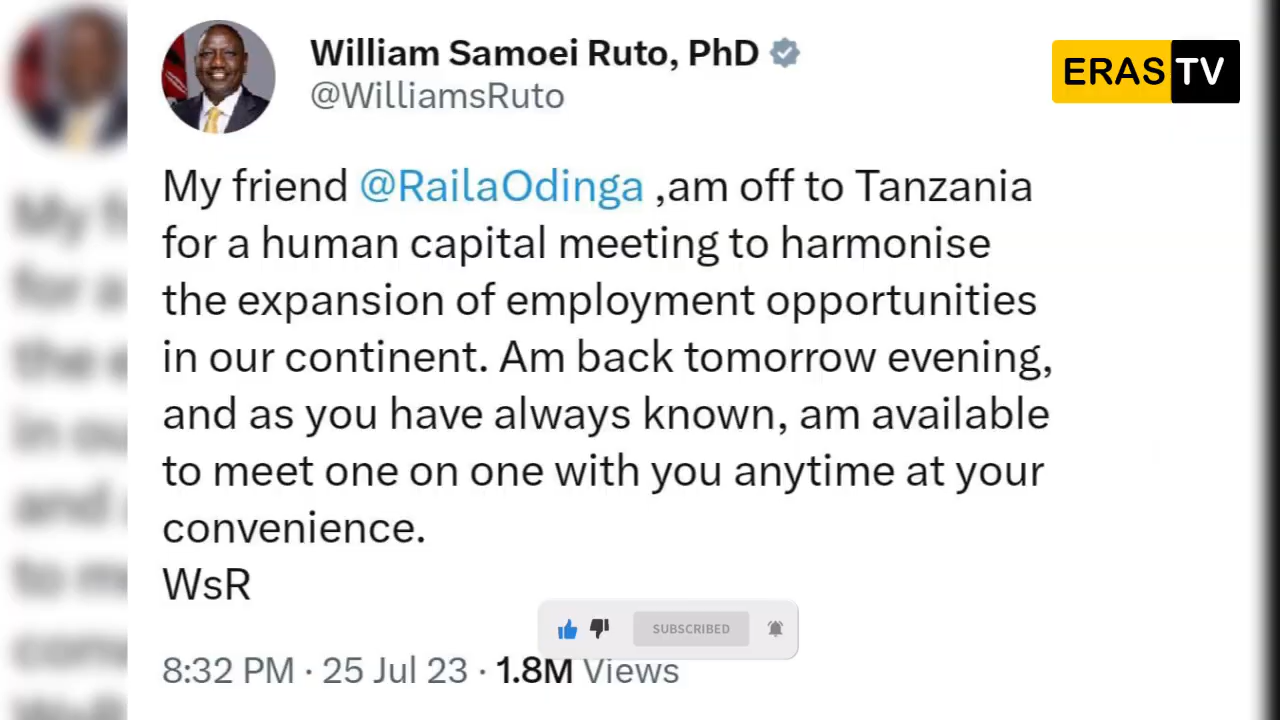 William Samoei Ruto, PhD
@WilliamsRuto
ERAS TV
My friend @RailaOdinga ,am off to Tanzania
for a human capital meeting to harmonise
the expansion of employment opportunities
in our continent. Am back tomorrow evening,
and as you have always known, am available
to meet one on one with you anytime at your
convenience.
WsR
SUBSCRIBED
8:32 PM · 25 Jul 23 · 1.8M Views